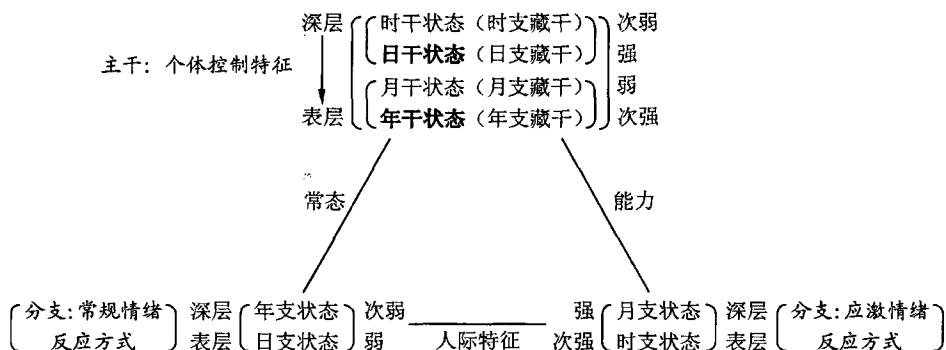 深层 时干状态（时支藏干） 次弱
日干状态（日支藏干） 强
主干：个体控制特征
月干状态（月支藏干） 弱
表层 年干状态（年支藏干） 次强
常态 能力
分支：常规情绪 深层 年支状态 次弱 强 月支状态 深层 分支：应激情绪
反应方式 表层 日支状态 弱 人际特征 次强 时支状态 表层 反应方式